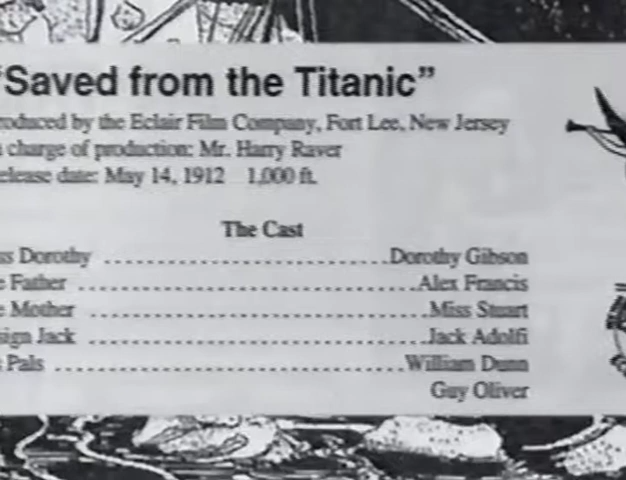 "Saved from the Titanic"
roduced by the Eclair Film Company, Fort Lee, New Jersey
charge of production: Mr. Harry Raver
elease date: May 14, 1912 1,000 ft.
The Cast
ss Dorothy ........................................Dorothy Gibson
e Father ................................................Alex Francis
e Mother ................................................Miss Stuart
sign Jack ................................................Jack Adolfi
Pals ................................................William Dunn
Guy Oliver